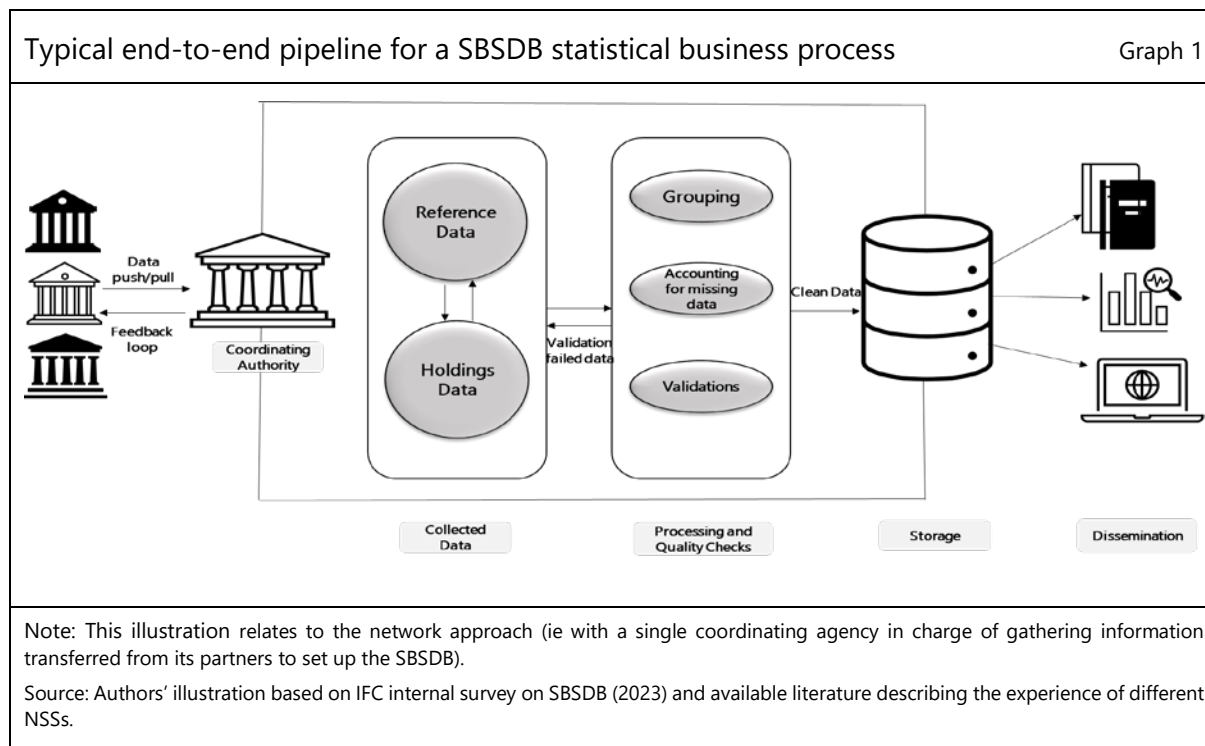 Typical end-to-end pipeline for a SBSDB statistical business process
Graph 1
Data
push/pull
Feedback
loop
Coordinating
Authority
Reference
Data
Holdings
Data
Validation
failed data
Grouping
Accounting
for missing
data
Validations
Clean Data
Collected
Data
Processing and
Quality Checks
Storage
Dissemination
Note: This illustration relates to the network approach (ie with a single coordinating agency in charge of gathering information
transferred from its partners to set up the SBSDB).
Source: Authors' illustration based on IFC internal survey on SBSDB (2023) and available literature describing the experience of different
NSSs.